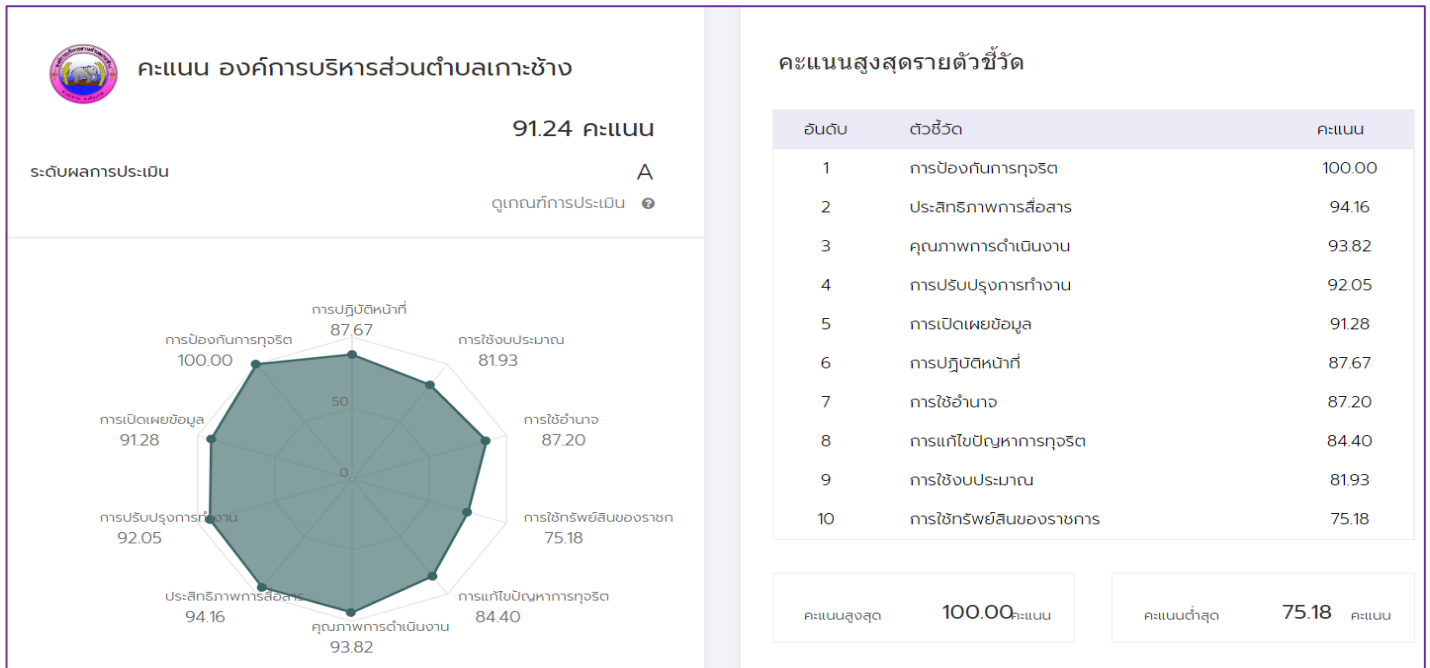 คะแนน องค์การบริหารส่วนตำบลเกาะช้าง
91.24 คะแนน
ระดับผลการประเมิน A
ดูเกณฑ์การประเมิน
การปฏิบัติหน้าที่
87.67
การป้องกันการทุจริต
100.00
การใช้งบประมาณ
81.93
50
การเปิดเผยข้อมูล
91.28
การใช้อำนาจ
87.20
0
การปรับปรุงการทำงาน
92.05
การใช้ทรัพย์สินของราชก
75.18
ประสิทธิภาพการสื่อสาร
94.16
การแก้ไขปัญหาการทุจริต
84.40
คุณภาพการดำเนินงาน
93.82
คะแนนสูงสุดรายตัวชี้วัด
อันดับ ตัวชี้วัด คะแนน
1 การป้องกันการทุจริต 100.00
2 ประสิทธิภาพการสื่อสาร 94.16
3 คุณภาพการดำเนินงาน 93.82
4 การปรับปรุงการทำงาน 92.05
5 การเปิดเผยข้อมูล 91.28
6 การปฏิบัติหน้าที่ 87.67
7 การใช้อำนาจ 87.20
8 การแก้ไขปัญหาการทุจริต 84.40
9 การใช้งบประมาณ 81.93
10 การใช้ทรัพย์สินของราชการ 75.18
คะแนนสูงสุด 100.00 คะแนน
คะแนนต่ำสุด 75.18 คะแนน